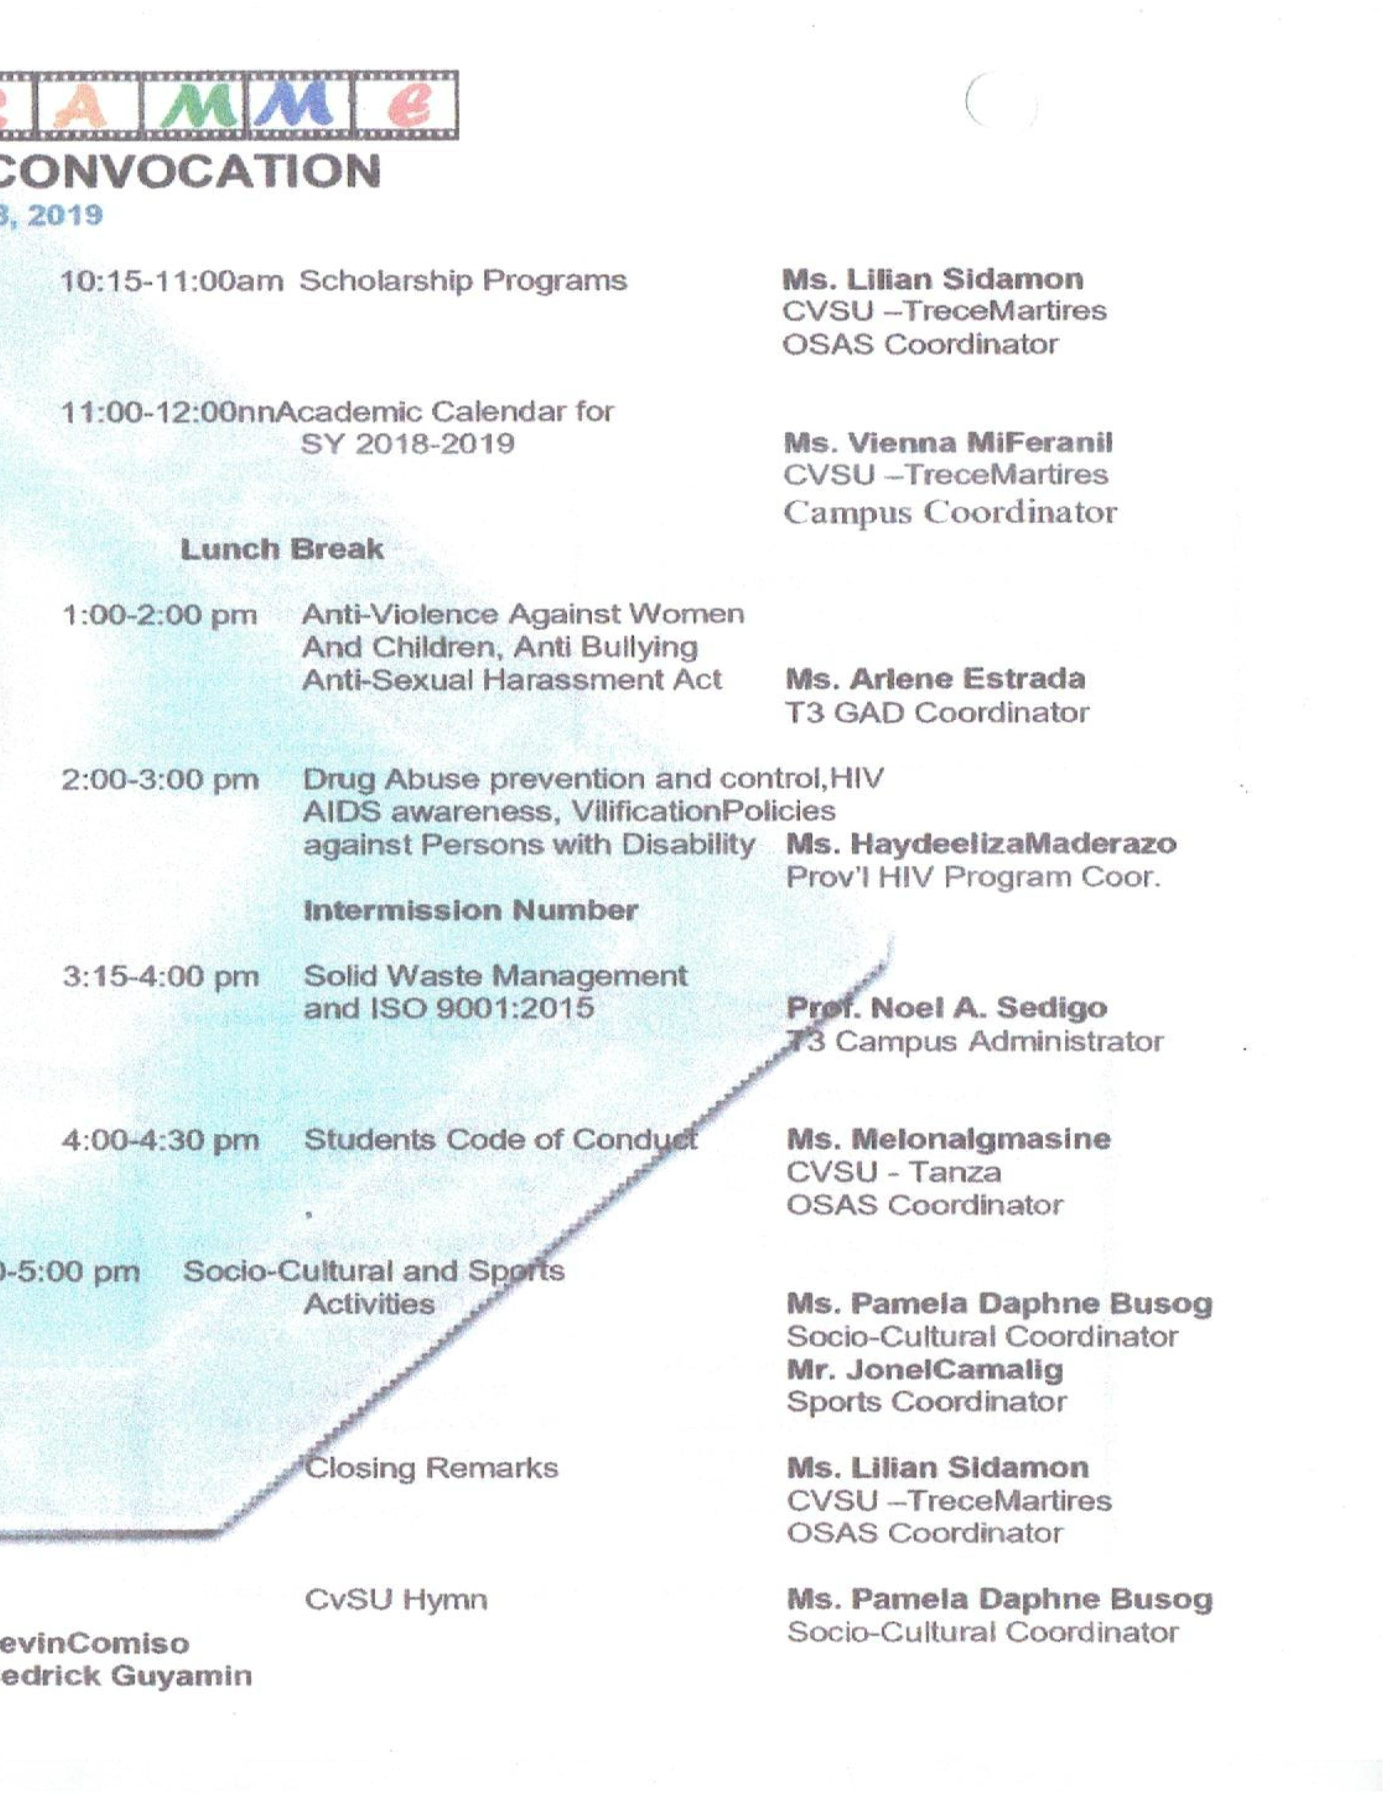 A M M e
CONVOCATION
3, 2019
10:15-11:00am Scholarship Programs Ms. Lilian Sidamon
CVSU –TreceMartires
OSAS Coordinator
11:00-12:00nnAcademic Calendar for
SY 2018-2019 Ms. Vienna MiFeranil
CVSU –TreceMartires
Campus Coordinator
Lunch Break
1:00-2:00 pm Anti-Violence Against Women
And Children, Anti Bullying
Anti-Sexual Harassment Act Ms. Arlene Estrada
T3 GAD Coordinator
2:00-3:00 pm Drug Abuse prevention and control,HIV
AIDS awareness, VilificationPolicies
against Persons with Disability Ms. HaydeelizaMaderazo
Prov'l HIV Program Coor.
Intermission Number
3:15-4:00 pm Solid Waste Management
and ISO 9001:2015 Prof. Noel A. Sedigo
T3 Campus Administrator
4:00-4:30 pm Students Code of Conduct Ms. Melonalgmasine
CVSU - Tanza
OSAS Coordinator
0-5:00 pm Socio-Cultural and Sports
Activities Ms. Pamela Daphne Busog
Socio-Cultural Coordinator
Mr. JonelCamalig
Sports Coordinator
Closing Remarks Ms. Lilian Sidamon
CVSU –TreceMartires
OSAS Coordinator
CvSU Hymn Ms. Pamela Daphne Busog
Socio-Cultural Coordinator
evinComiso
edrick Guyamin